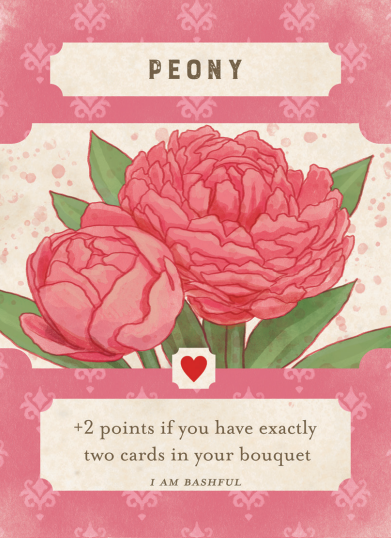 PEONY
+2 points if you have exactly
two cards in your bouquet
I AM BASHFUL